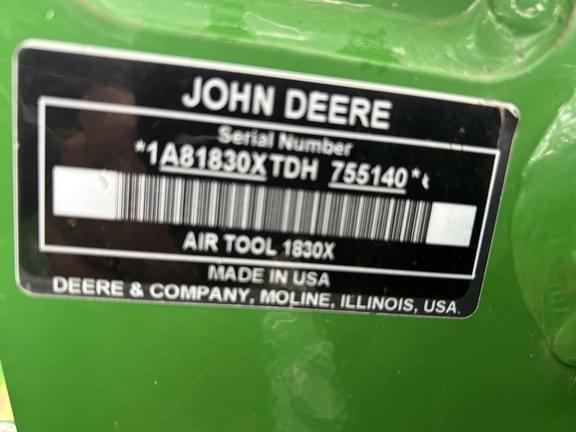 JOHN DEERE
Serial Number
*1A81830XTDH 755140*
AIR TOOL 1830X
MADE IN USA
DEERE & COMPANY, MOLINE, ILLINOIS, USA.